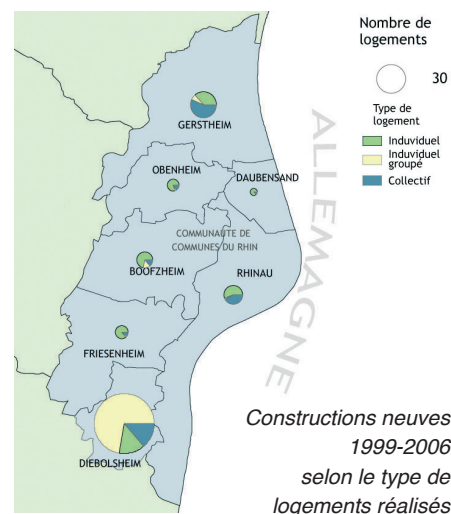 Nombre de
logements
30
Type de
logement
Induviduel
Induviduel
groupé
Collectif
ALLEMAGNE
GERSTHEIM
OBENHEIM
DAUBENSAND
COMMUNAUTE DE
COMMUNES DU RHIN
BOOFZHEIM
RHINAU
FRIESENHEIM
DIEBOLSHEIM
Constructions neuves
1999-2006
selon le type de
logements réalisés